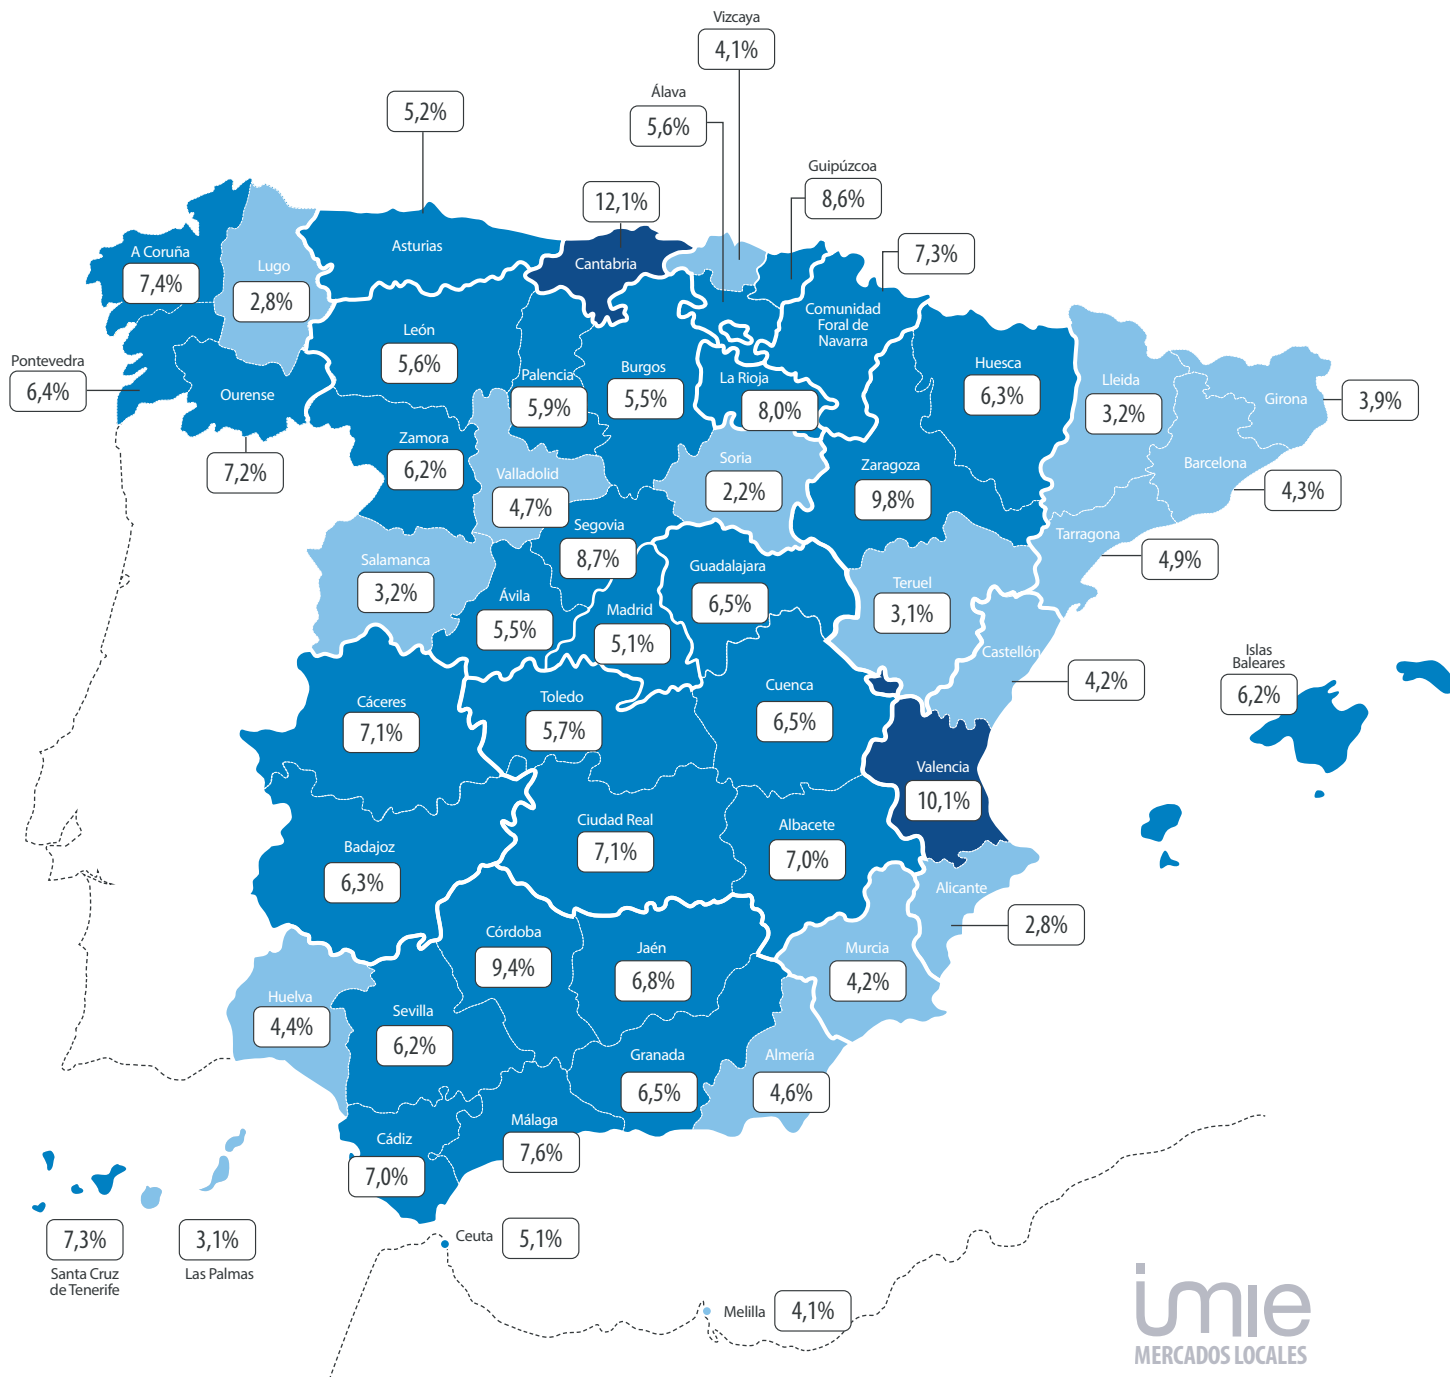 Vizcaya
4,1%
Álava
5,6%
5,2%
Asturias
Guipúzcoa
8,6%
12,1%
Cantabria
7,3%
Comunidad
Foral de
Navarra
A Coruña
7,4%
Lugo
2,8%
Pontevedra
6,4%
Ourense
7,2%
León
5,6%
Palencia
5,9%
Burgos
5,5%
La Rioja
8,0%
Huesca
6,3%
Lleida
3,2%
Girona
3,9%
Barcelona
4,3%
Tarragona
4,9%
Zamora
6,2%
Valladolid
4,7%
Soria
2,2%
Zaragoza
9,8%
Segovia
8,7%
Salamanca
3,2%
Ávila
5,5%
Madrid
5,1%
Guadalajara
6,5%
Teruel
3,1%
Castellón
4,2%
Islas
Baleares
6,2%
Cáceres
7,1%
Toledo
5,7%
Cuenca
6,5%
Valencia
10,1%
Badajoz
6,3%
Ciudad Real
7,1%
Albacete
7,0%
Alicante
2,8%
Murcia
4,2%
Córdoba
9,4%
Jaén
6,8%
Huelva
4,4%
Sevilla
6,2%
Granada
6,5%
Almería
4,6%
Málaga
7,6%
Cádiz
7,0%
7,3%
Santa Cruz
de Tenerife
3,1%
Las Palmas
Ceuta
5,1%
Melilla
4,1%
imie
MERCADOS LOCALES